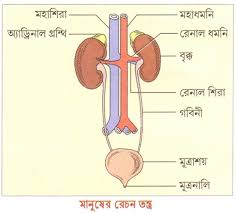 মহাশিরা
অ্যাড্রিনাল গ্রন্থি
মহাধমনি
রেনাল ধমনি
বৃক্ক
রেনাল শিরা
গবিনী
মূত্রাশয়
মূত্রনালি
মানুষের রেচন তন্ত্র